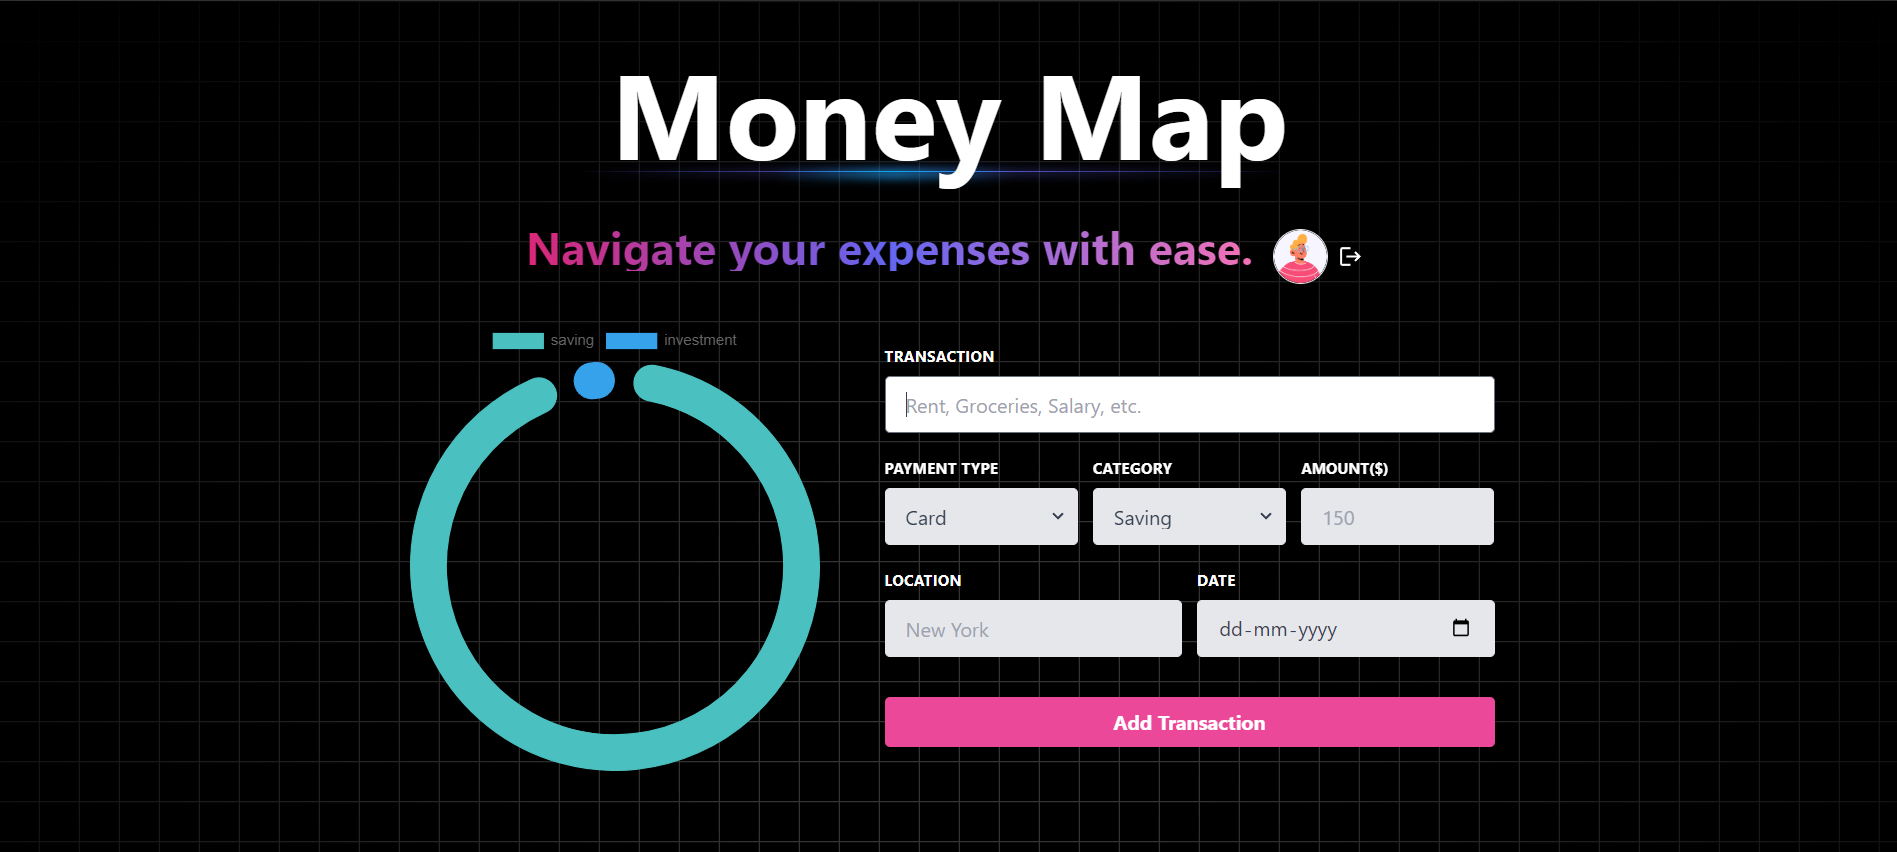 Money Map
Navigate your expenses with ease.
saving investment
TRANSACTION
Rent, Groceries, Salary, etc.
PAYMENT TYPE CATEGORY AMOUNT($)
Card Saving 150
LOCATION DATE
New York dd-mm-yyyy
Add Transaction